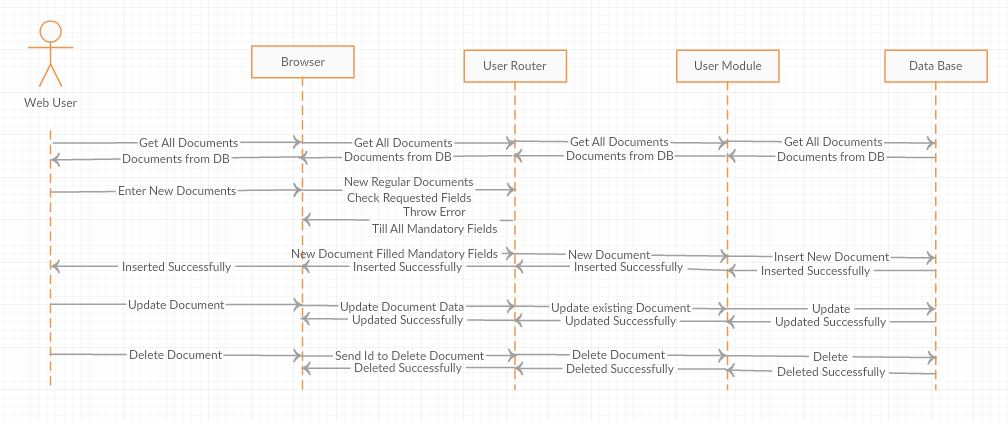 Browser
User Router
User Module
Data Base
Web User
Get All Documents
Get All Documents
Get All Documents
Get All Documents
Documents from DB
Documents from DB
Documents from DB
Documents from DB
Enter New Documents
New Regular Documents
Check Requested Fields
Throw Error
Till All Mandatory Fields
New Document Filled Mandatory Fields
New Document
Insert New Document
Inserted Successfully
Inserted Successfully
Inserted Successfully
Inserted Successfully
Update Document
Update Document Data
Update existing Document
Update
Updated Successfully
Updated Successfully
Updated Successfully
Delete Document
Send Id to Delete Document
Delete Document
Delete
Deleted Successfully
Deleted Successfully
Deleted Successfully